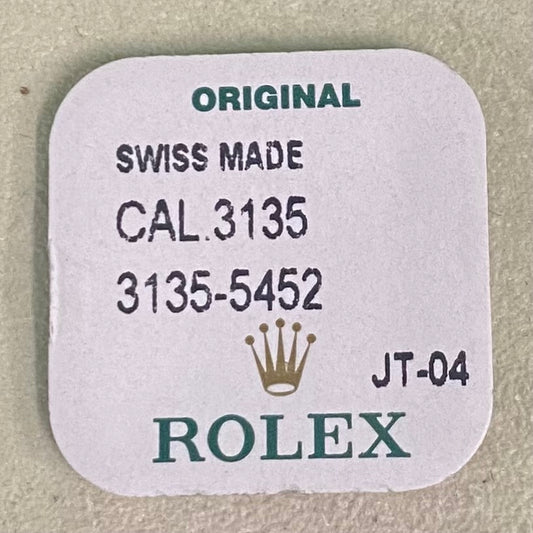 ORIGINAL
SWISS MADE
CAL.3135
3135-5452
JT-04
ROLEX